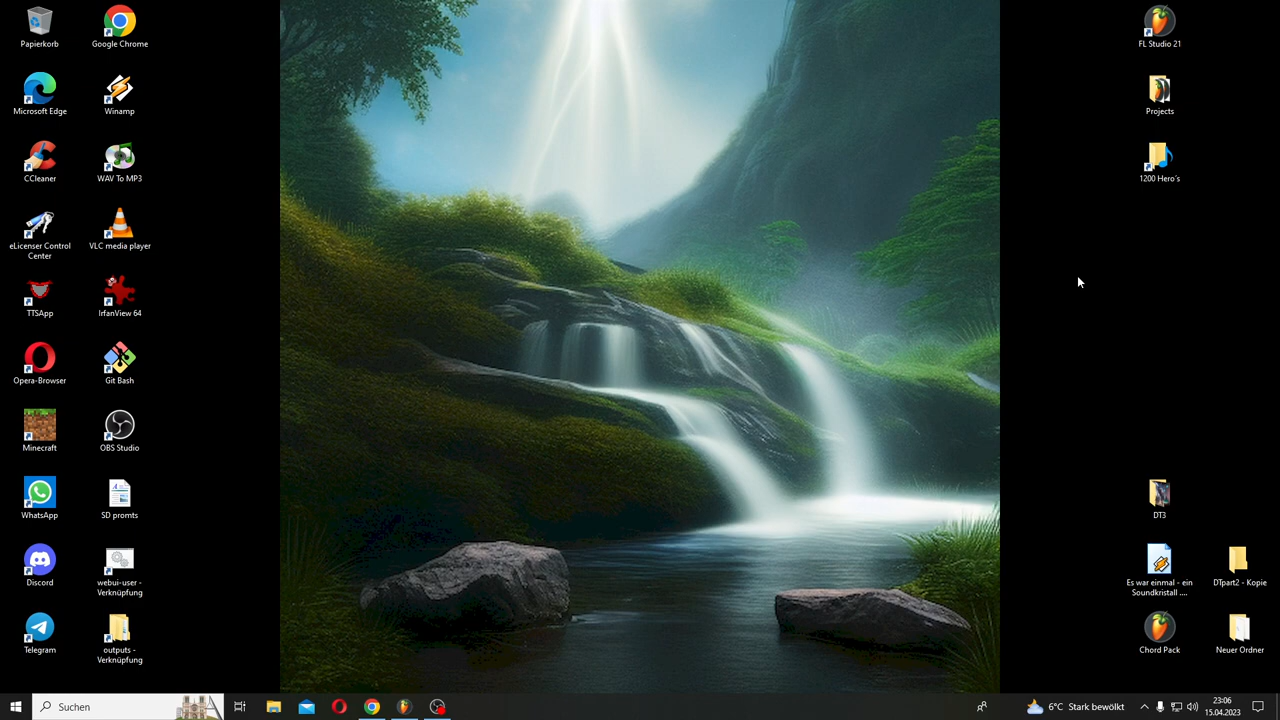 Papierkorb
Google Chrome
Microsoft Edge
Winamp
CCleaner
WAV To MP3
eLicenser Control
Center
VLC media player
TTSApp
IrfanView 64
Opera-Browser
Git Bash
Minecraft
OBS Studio
WhatsApp
SD promts
Discord
webui-user -
Verknüpfung
Telegram
outputs -
Verknüpfung
FL Studio 21
Projects
1200 Hero's
DT3
Es war einmal - ein
Soundkristall ....
DTpart2 - Kopie
Chord Pack
Neuer Ordner
Suchen
6°C Stark bewölkt
23:06
15.04.2023